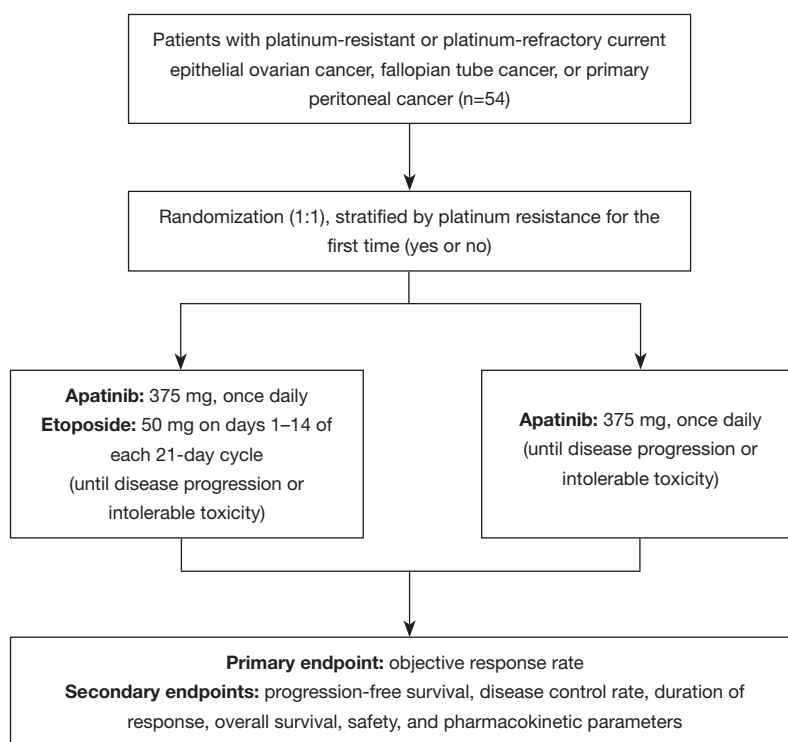 Patients with platinum-resistant or platinum-refractory current
epithelial ovarian cancer, fallopian tube cancer, or primary
peritoneal cancer (n=54)
Randomization (1:1), stratified by platinum resistance for the
first time (yes or no)
Apatinib: 375 mg, once daily
Etoposide: 50 mg on days 1–14 of
each 21-day cycle
(until disease progression or
intolerable toxicity)
Apatinib: 375 mg, once daily
(until disease progression or
intolerable toxicity)
Primary endpoint: objective response rate
Secondary endpoints: progression-free survival, disease control rate, duration of
response, overall survival, safety, and pharmacokinetic parameters